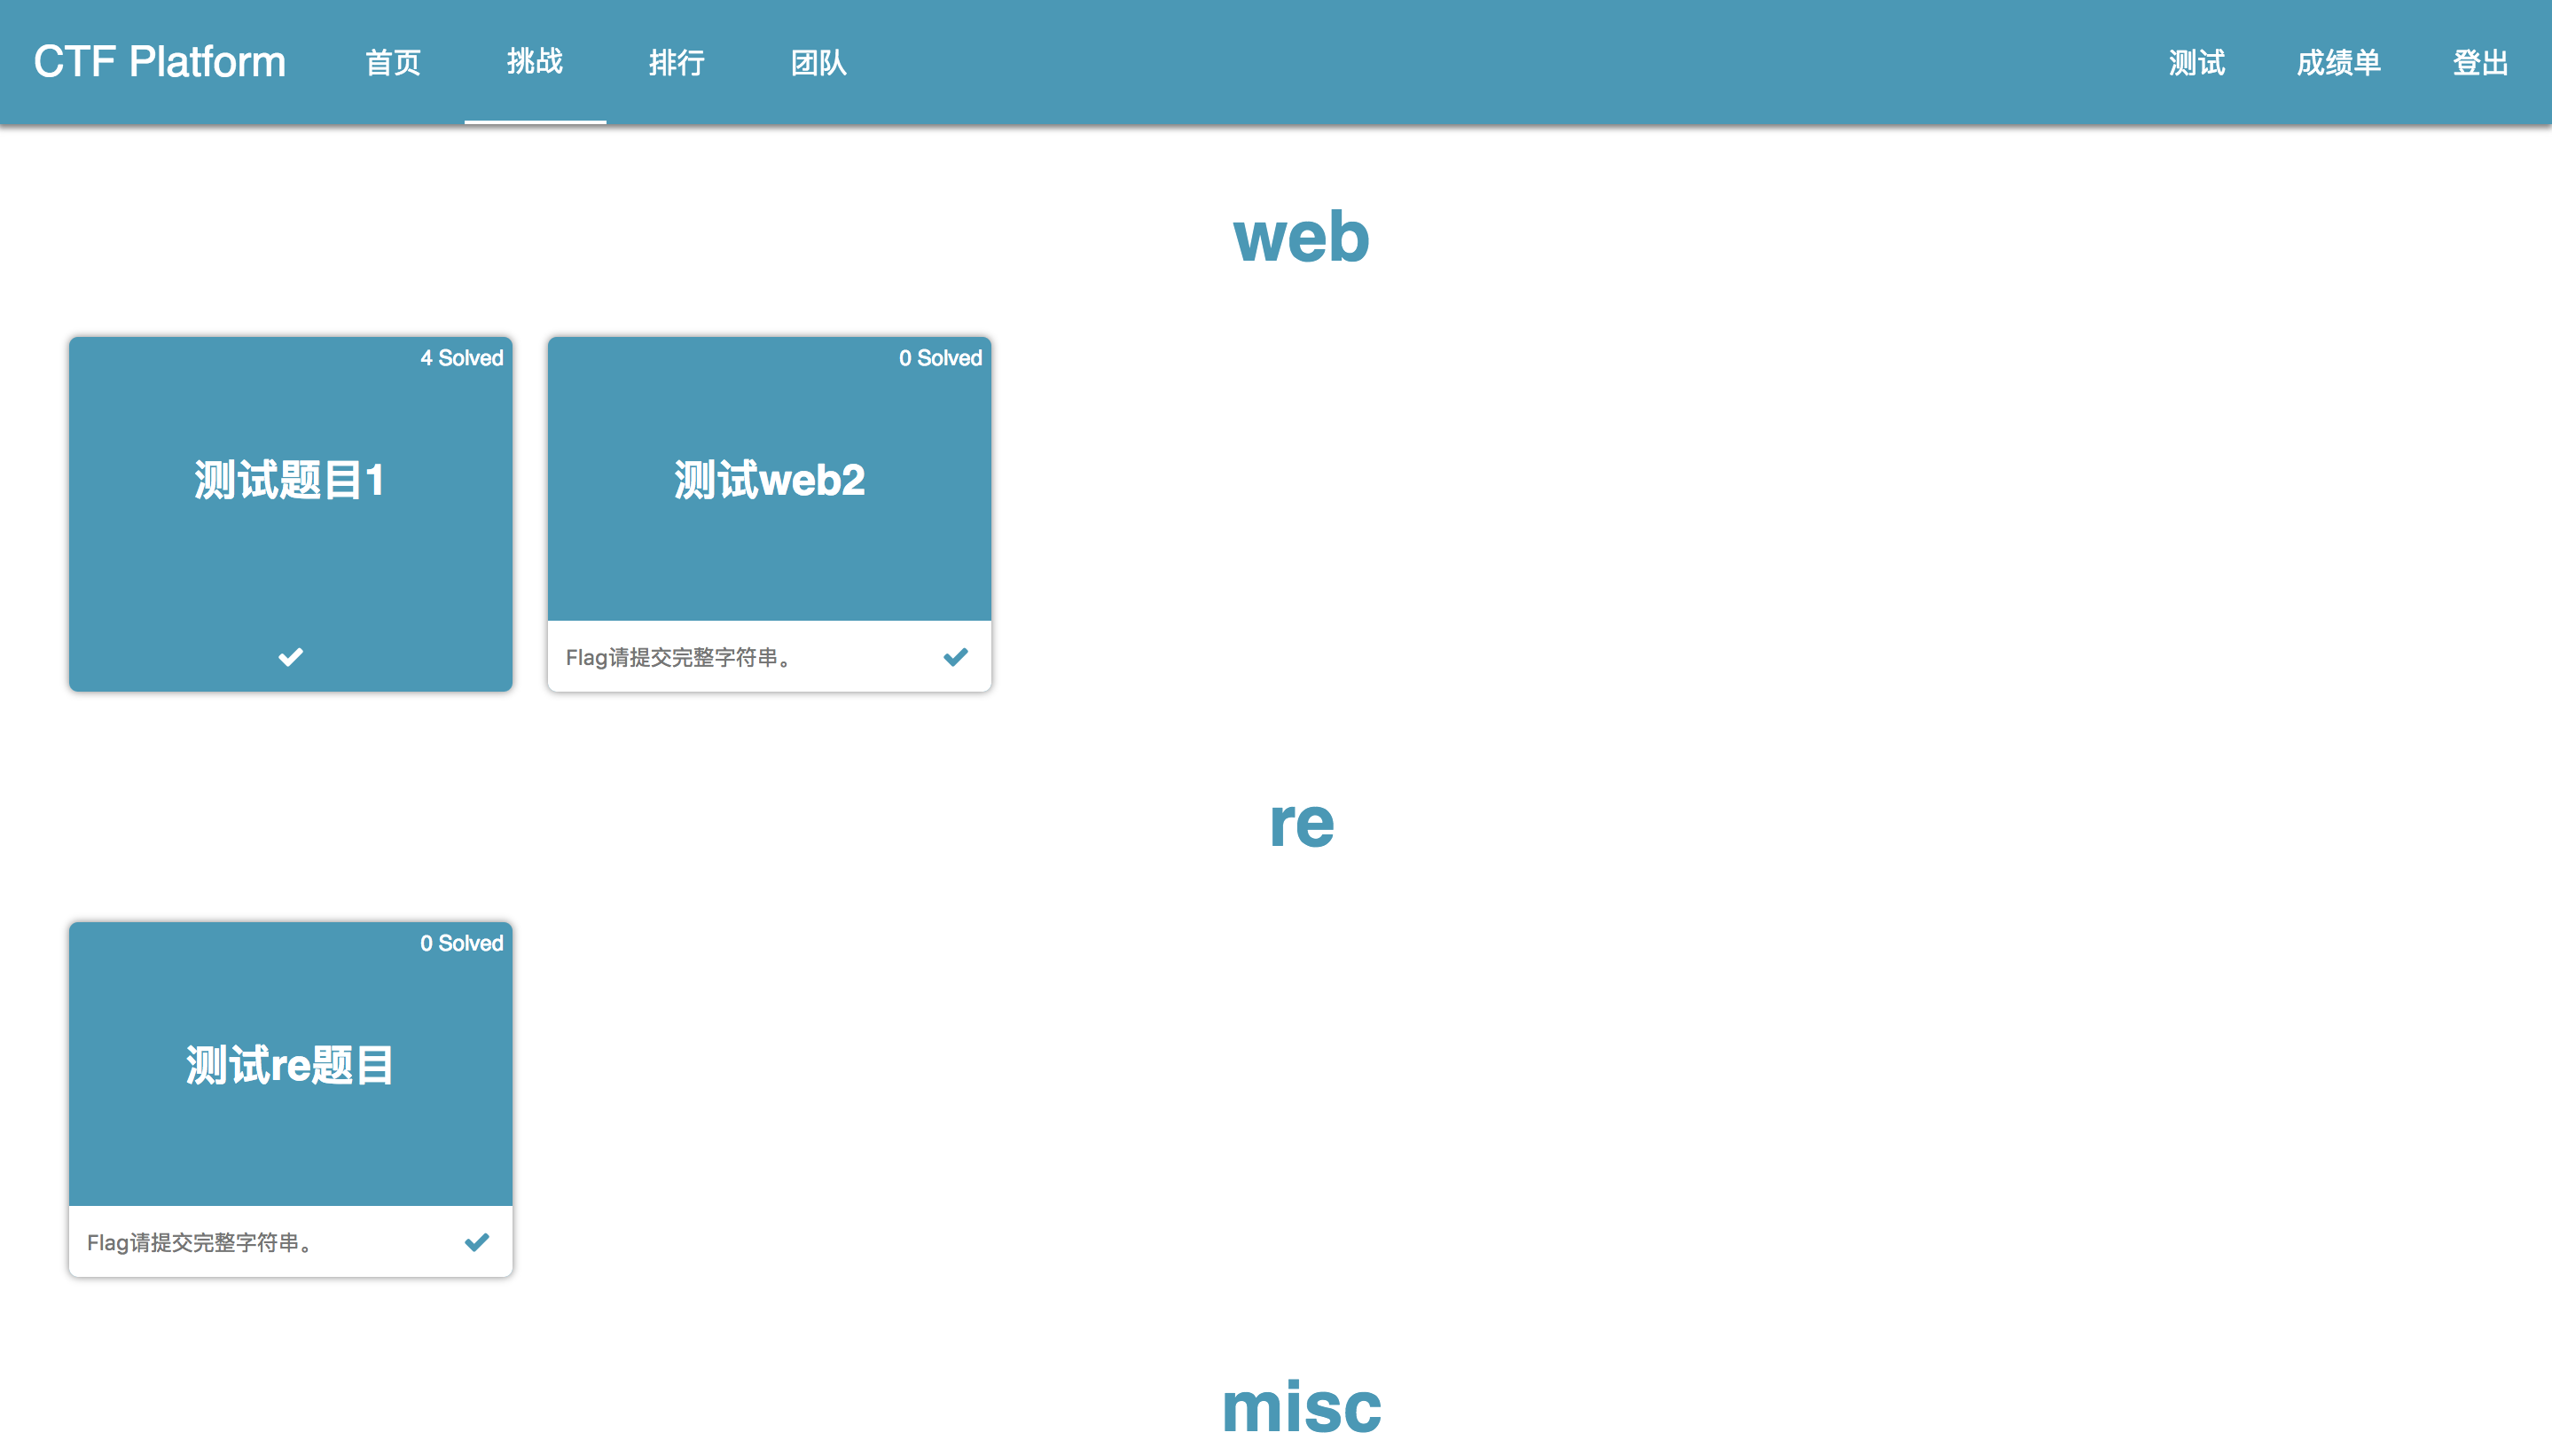 CTF Platform 首页 挑战 排行 团队 测试 成绩单 登出
web
4 Solved 0 Solved
测试题目1 测试web2
Flag请提交完整字符串。
re
0 Solved
测试re题目
Flag请提交完整字符串。
misc